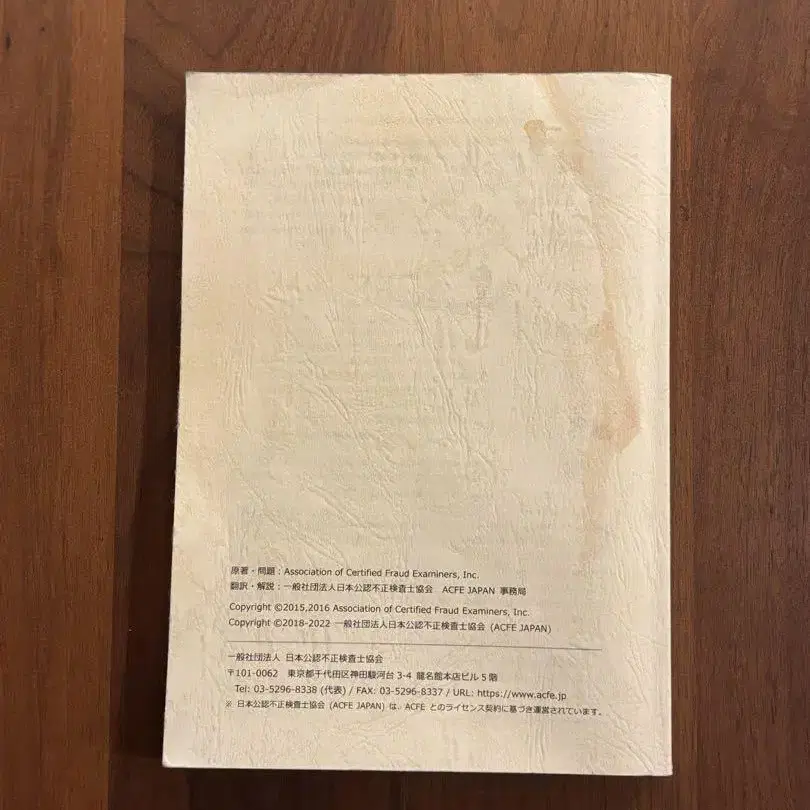 原著・問題：Association of Certified Fraud Examiners, Inc.
翻訳・解説：一般社団法人日本公認不正検査士協会　ACFE JAPAN 事務局
Copyright ©2015,2016 Association of Certified Fraud Examiners, Inc.
Copyright ©2018-2022 一般社団法人日本公認不正検査士協会 (ACFE JAPAN)
一般社団法人 日本公認不正検査士協会
〒101-0062　東京都千代田区神田駿河台 3-4 龍名館本店ビル 5 階
Tel: 03-5296-8338 (代表) / FAX: 03-5296-8337 / URL: https://www.acfe.jp
※ 日本公認不正検査士協会 (ACFE JAPAN) は、ACFE とのライセンス契約に基づき運営されています。